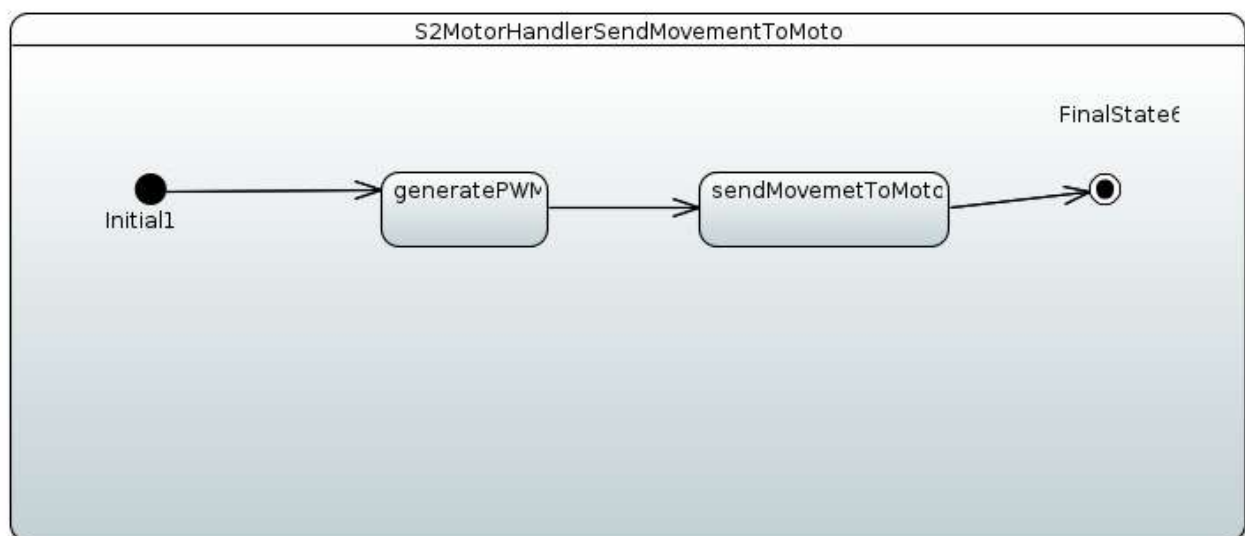 S2MotorHandlerSendMovementToMoto
FinalState6
generatePWM
sendMovemetToMoto
Initial1